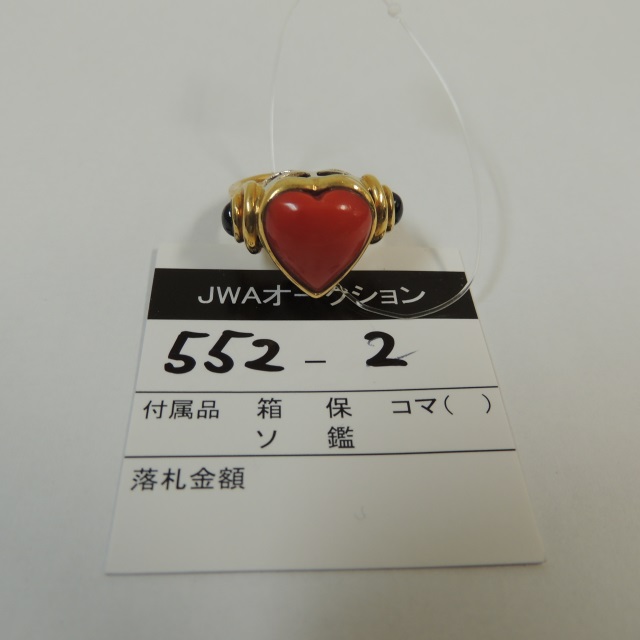 JWAオークション
552-2
付属品 箱 保 コマ( )
ソ 鑑
落札金額